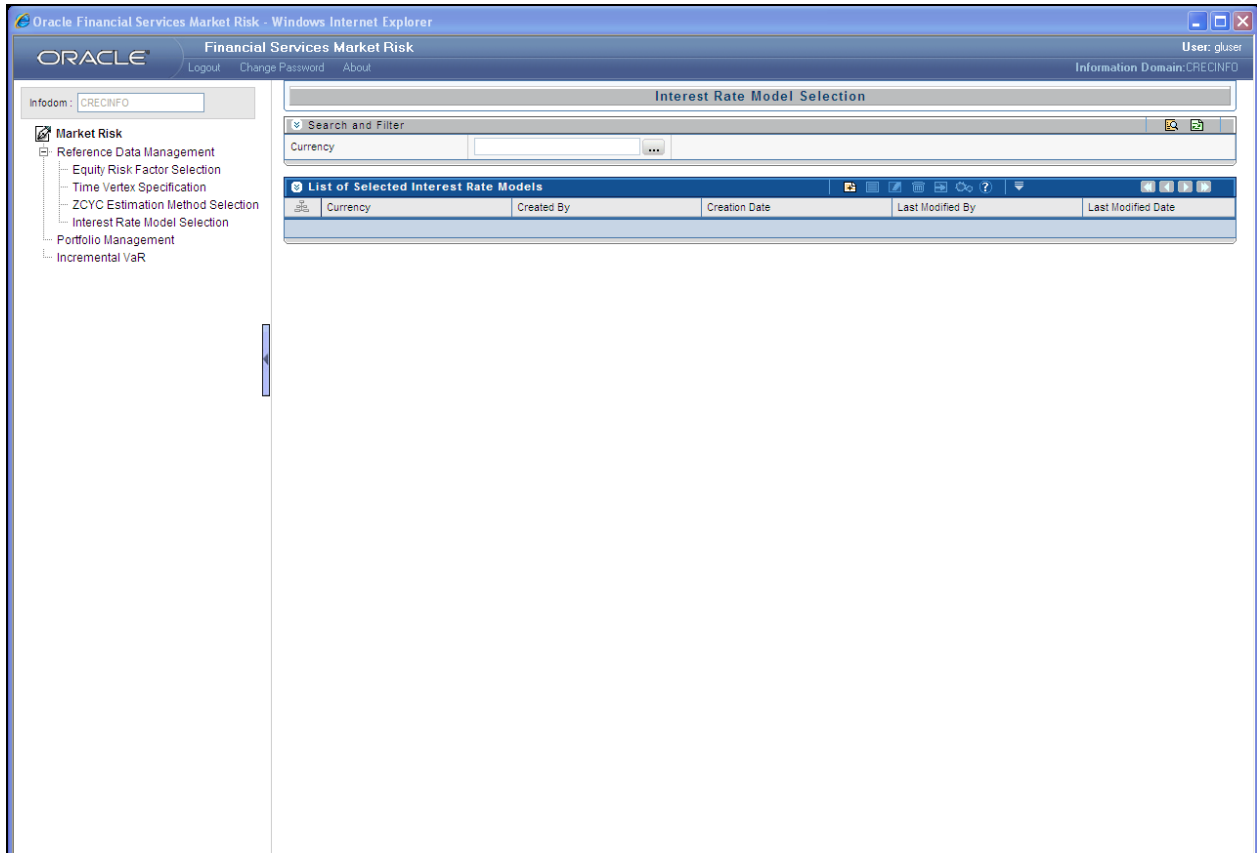 Oracle Financial Services Market Risk - Windows Internet Explorer
ORACLE
Financial Services Market Risk
User: gluser
Logout Change Password About
Information Domain:CRECINFO
Infodom : CRECINFO
Market Risk
Reference Data Management
Equity Risk Factor Selection
Time Vertex Specification
ZCYC Estimation Method Selection
Interest Rate Model Selection
Portfolio Management
Incremental VaR
Interest Rate Model Selection
Search and Filter
Currency ...
List of Selected Interest Rate Models
Currency Created By Creation Date Last Modified By Last Modified Date